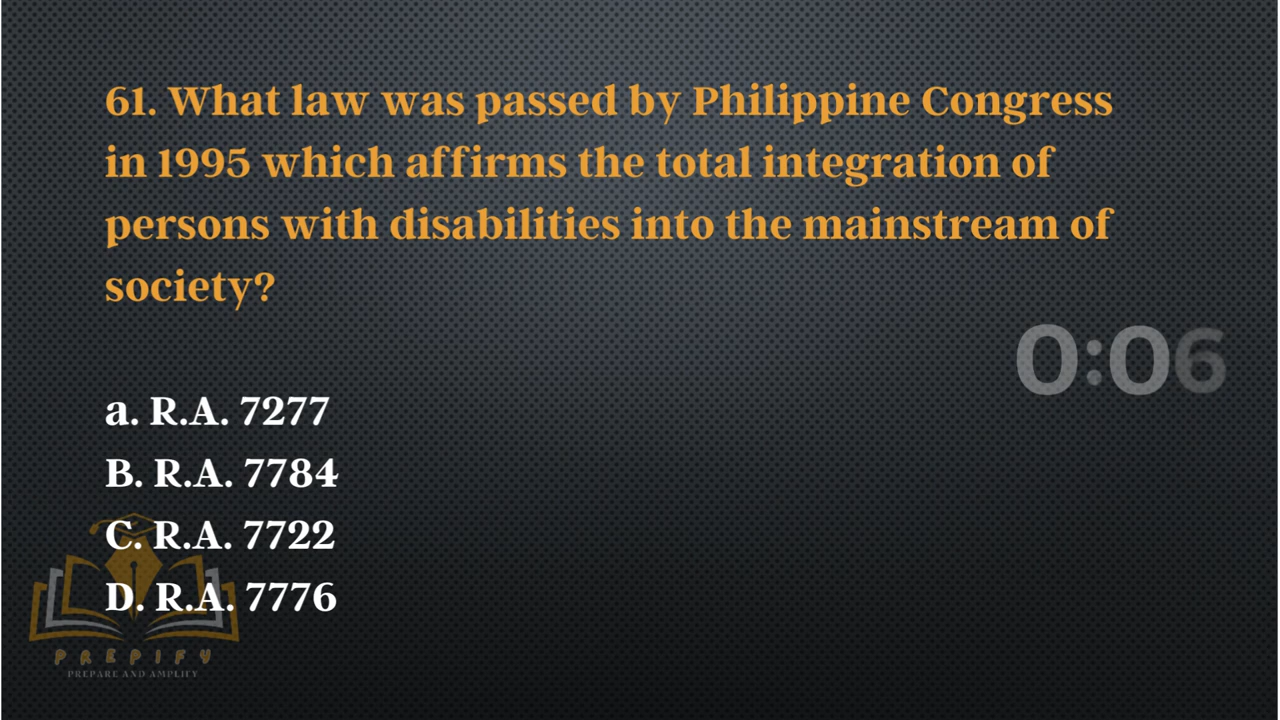 61. What law was passed by Philippine Congress
in 1995 which affirms the total integration of
persons with disabilities into the mainstream of
society?
0:06
a. R.A. 7277
B. R.A. 7784
C. R.A. 7722
D. R.A. 7776
PREPIFY
PREPARE AND AMPLIFY